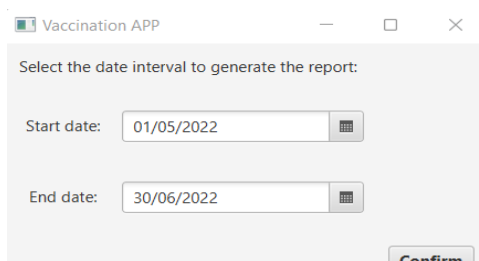 Vaccination APP
Select the date interval to generate the report:
Start date: 01/05/2022
End date: 30/06/2022
Confirm